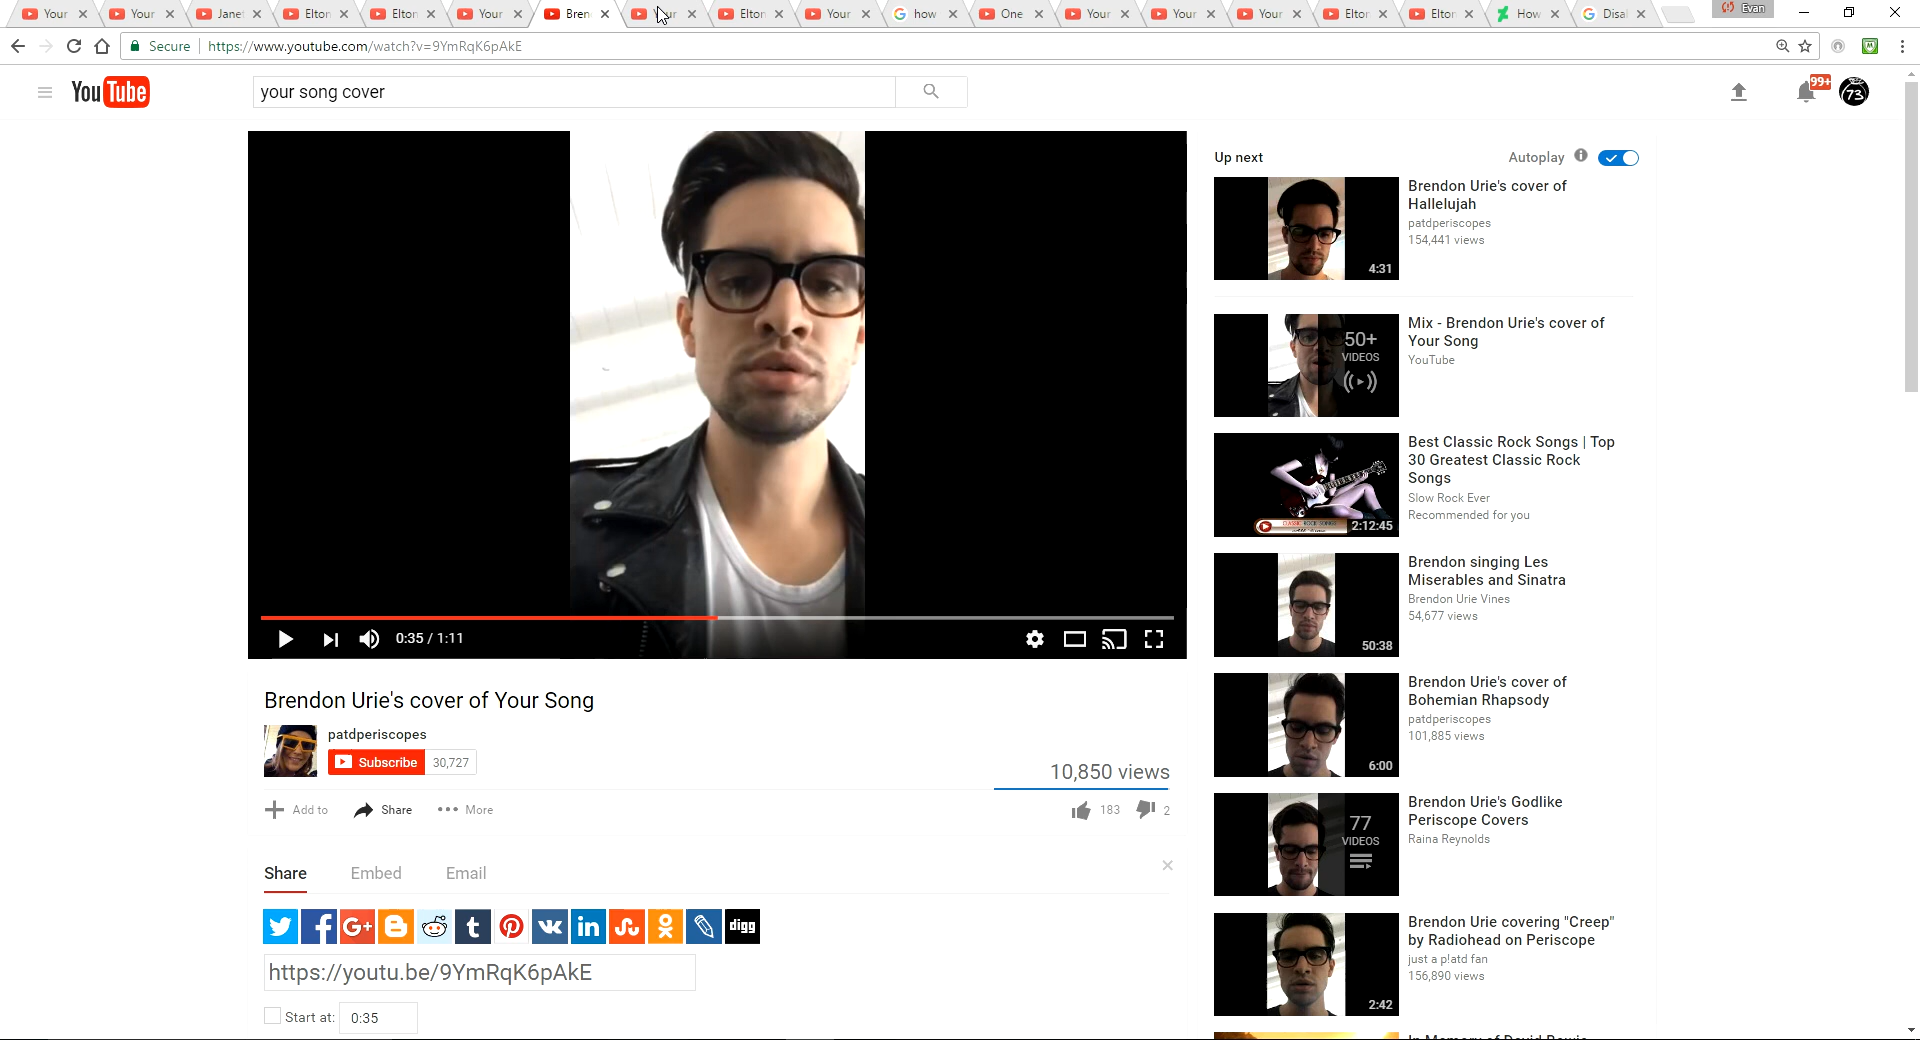 Your
Your
Janet
Elton
Elton
Your
Bren
Elton
Your
how
One
Your
Your
Your
Elton
Elton
How
Disa
Evan
Secure
https://www.youtube.com/watch?v=9YmRqK6pAkE
YouTube
your song cover
99+
73
Up next
Autoplay
Brendon Urie's cover of
Hallelujah
patdperiscopes
154,441 views
4:31
Mix - Brendon Urie's cover of
Your Song
YouTube
50+
VIDEOS
Best Classic Rock Songs | Top
30 Greatest Classic Rock
Songs
Slow Rock Ever
Recommended for you
CLASSIC ROCK SONGS
2:12:45
Brendon singing Les
Miserables and Sinatra
Brendon Urie Vines
54,677 views
50:38
Brendon Urie's cover of
Bohemian Rhapsody
patdperiscopes
101,885 views
6:00
Brendon Urie's Godlike
Periscope Covers
Raina Reynolds
77
VIDEOS
Brendon Urie covering "Creep"
by Radiohead on Periscope
just a p!atd fan
156,890 views
2:42
0:35 / 1:11
Brendon Urie's cover of Your Song
patdperiscopes
Subscribe 30,727
10,850 views
Add to Share More
183 2
Share Embed Email
G+
digg
https://youtu.be/9YmRqK6pAkE
Start at: 0:35